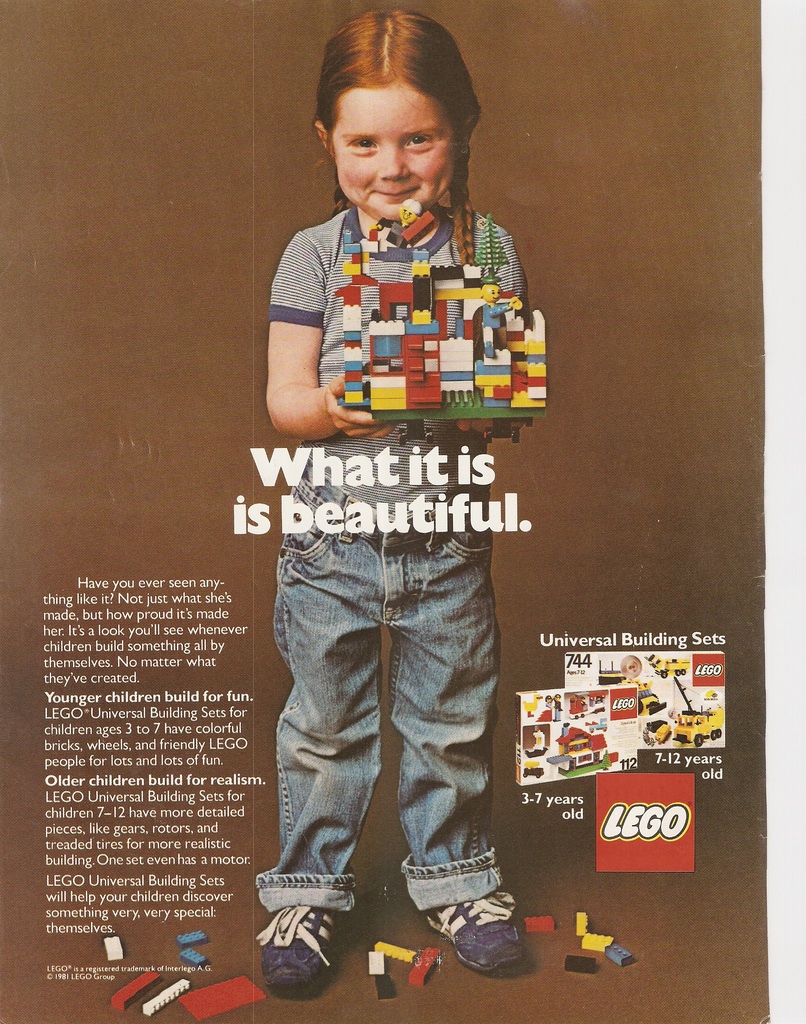 What it is
is beautiful.
Have you ever seen any-
thing like it? Not just what she's
made, but how proud it's made
her. It's a look you'll see whenever
children build something all by
themselves. No matter what
they've created.
Younger children build for fun.
LEGO® Universal Building Sets for
children ages 3 to 7 have colorful
bricks, wheels, and friendly LEGO
people for lots and lots of fun.
Older children build for realism.
LEGO Universal Building Sets for
children 7–12 have more detailed
pieces, like gears, rotors, and
treaded tires for more realistic
building. One set even has a motor.
LEGO Universal Building Sets
will help your children discover
something very, very special:
themselves.
LEGO® is a registered trademark of Interlego A.G.
© 1981 LEGO Group
Universal Building Sets
744
Ages 7-12
LEGO
LEGO
112
7-12 years
old
3-7 years
old
LEGO